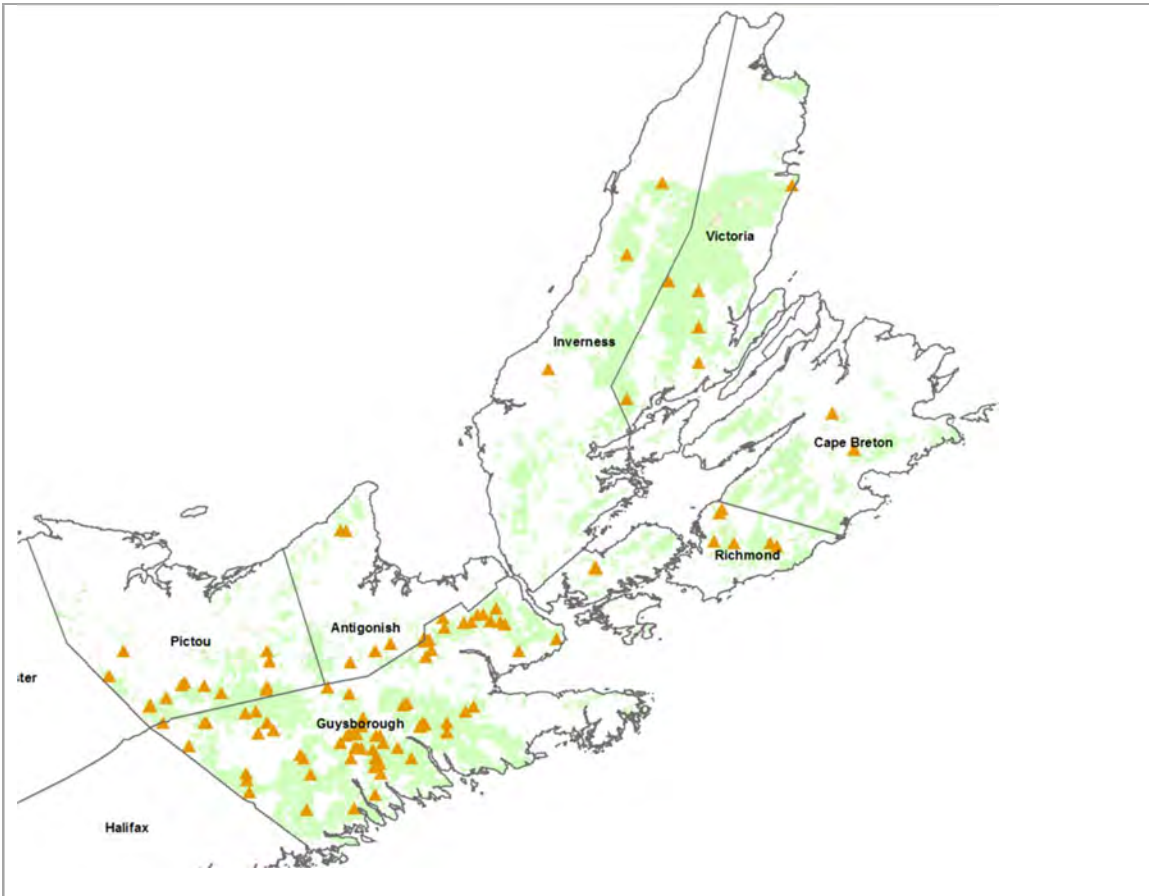 Victoria
Inverness
Cape Breton
Richmond
Antigonish
Pictou
ster
Guysborough
Halifax